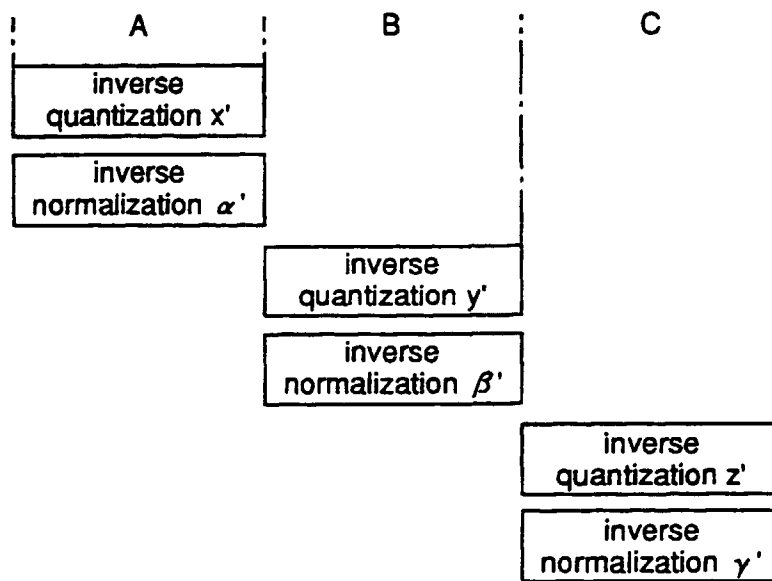 A B C
inverse
quantization x'
inverse
normalization α'
inverse
quantization y'
inverse
normalization β'
inverse
quantization z'
inverse
normalization γ'